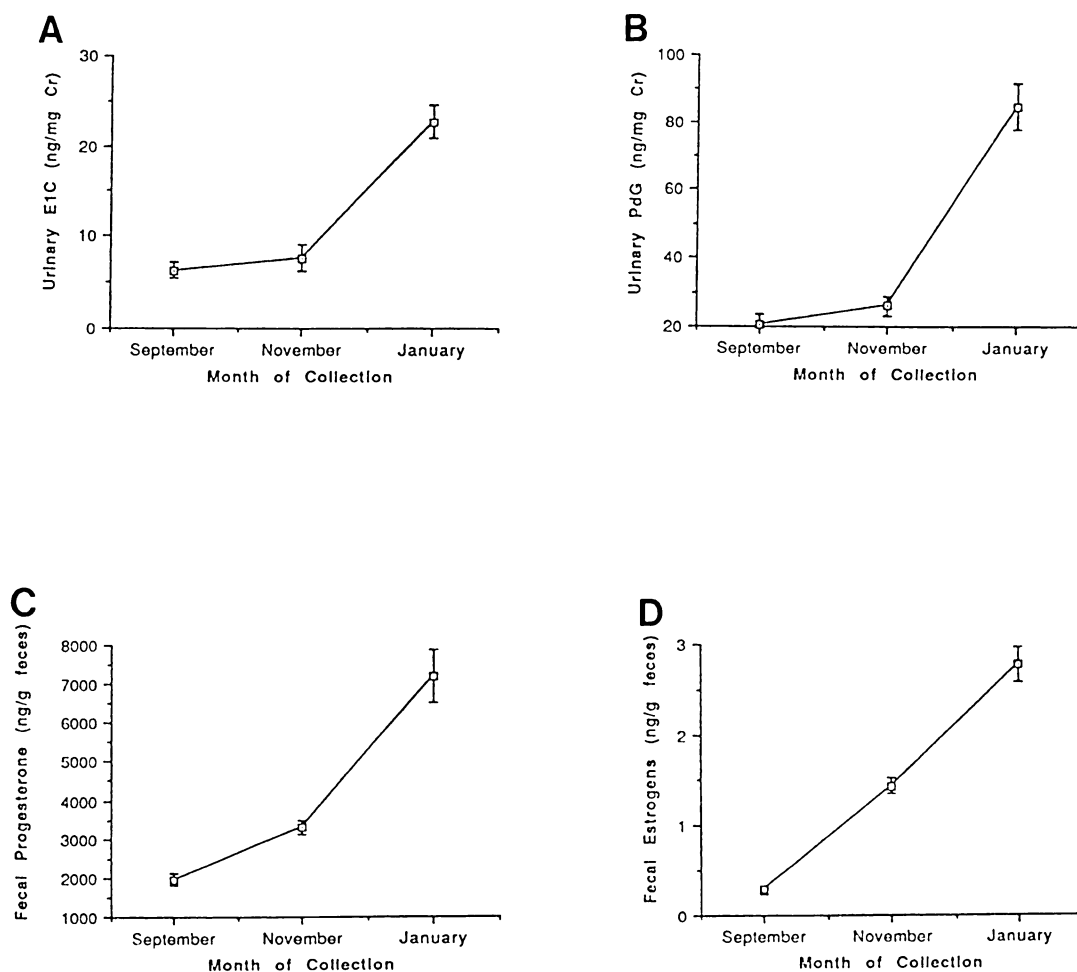 A
Urinary E1C (ng/mg Cr)
30
20
10
0
September November January
Month of Collection
B
Urinary PdG (ng/mg Cr)
100
80
60
40
20
September November January
Month of Collection
C
Fecal Progesterone (ng/g feces)
8000
7000
6000
5000
4000
3000
2000
1000
September November January
Month of Collection
D
Fecal Estrogens (ng/g feces)
3
2
1
0
September November January
Month of Collection